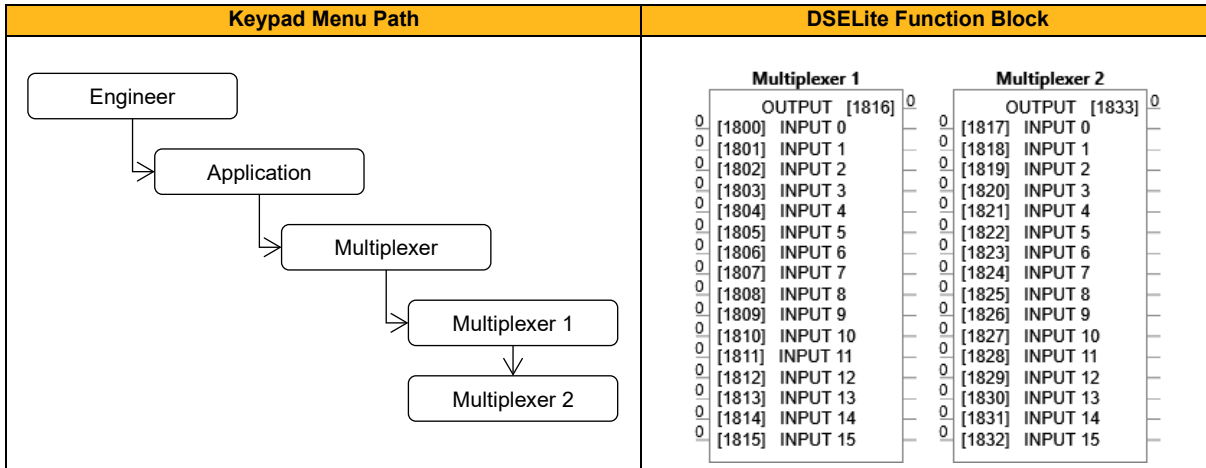 Keypad Menu Path
DSELite Function Block
Engineer
Application
Multiplexer
Multiplexer 1
Multiplexer 2
Multiplexer 1
OUTPUT [1816] 0
0 [1800] INPUT 0
0 [1801] INPUT 1
0 [1802] INPUT 2
0 [1803] INPUT 3
0 [1804] INPUT 4
0 [1805] INPUT 5
0 [1806] INPUT 6
0 [1807] INPUT 7
0 [1808] INPUT 8
0 [1809] INPUT 9
0 [1810] INPUT 10
0 [1811] INPUT 11
0 [1812] INPUT 12
0 [1813] INPUT 13
0 [1814] INPUT 14
0 [1815] INPUT 15
Multiplexer 2
OUTPUT [1833] 0
0 [1817] INPUT 0
0 [1818] INPUT 1
0 [1819] INPUT 2
0 [1820] INPUT 3
0 [1821] INPUT 4
0 [1822] INPUT 5
0 [1823] INPUT 6
0 [1824] INPUT 7
0 [1825] INPUT 8
0 [1826] INPUT 9
0 [1827] INPUT 10
0 [1828] INPUT 11
0 [1829] INPUT 12
0 [1830] INPUT 13
0 [1831] INPUT 14
0 [1832] INPUT 15